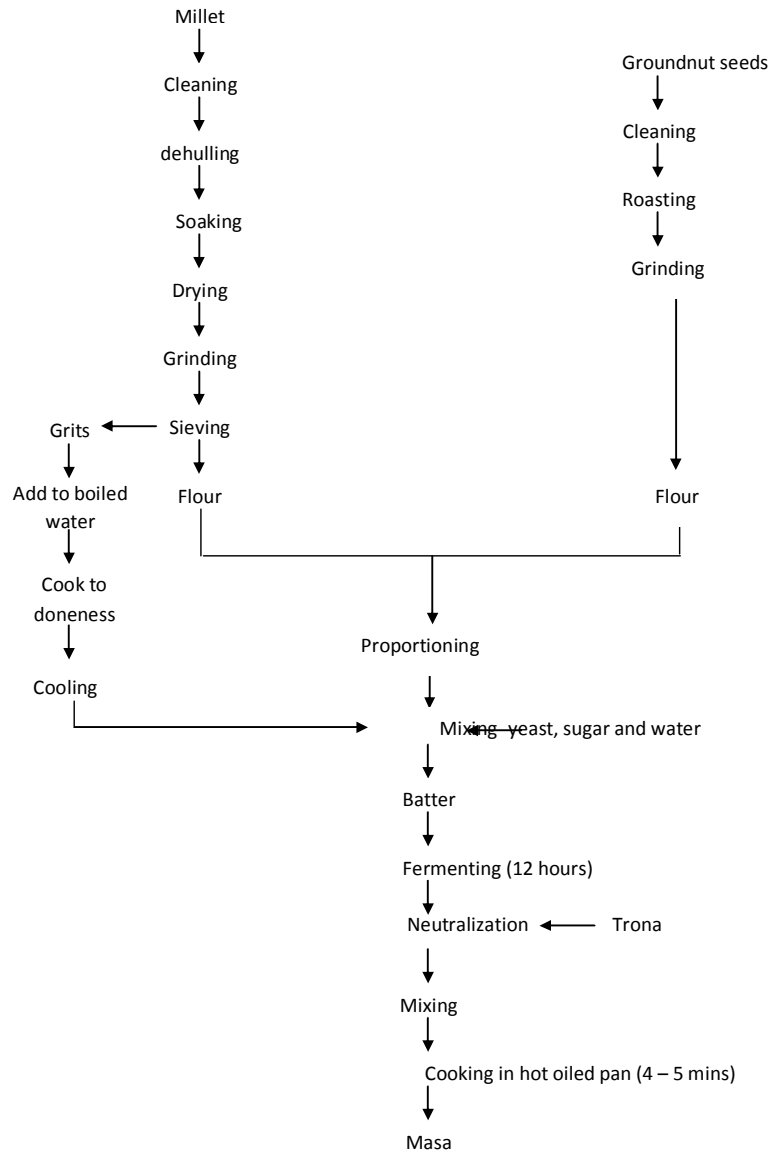 Millet
Cleaning
dehulling
Soaking
Drying
Grinding
Sieving
Grits
Add to boiled
water
Cook to
doneness
Cooling
Flour
Groundnut seeds
Cleaning
Roasting
Grinding
Flour
Proportioning
Mixing yeast, sugar and water
Batter
Fermenting (12 hours)
Neutralization
Trona
Mixing
Cooking in hot oiled pan (4 – 5 mins)
Masa